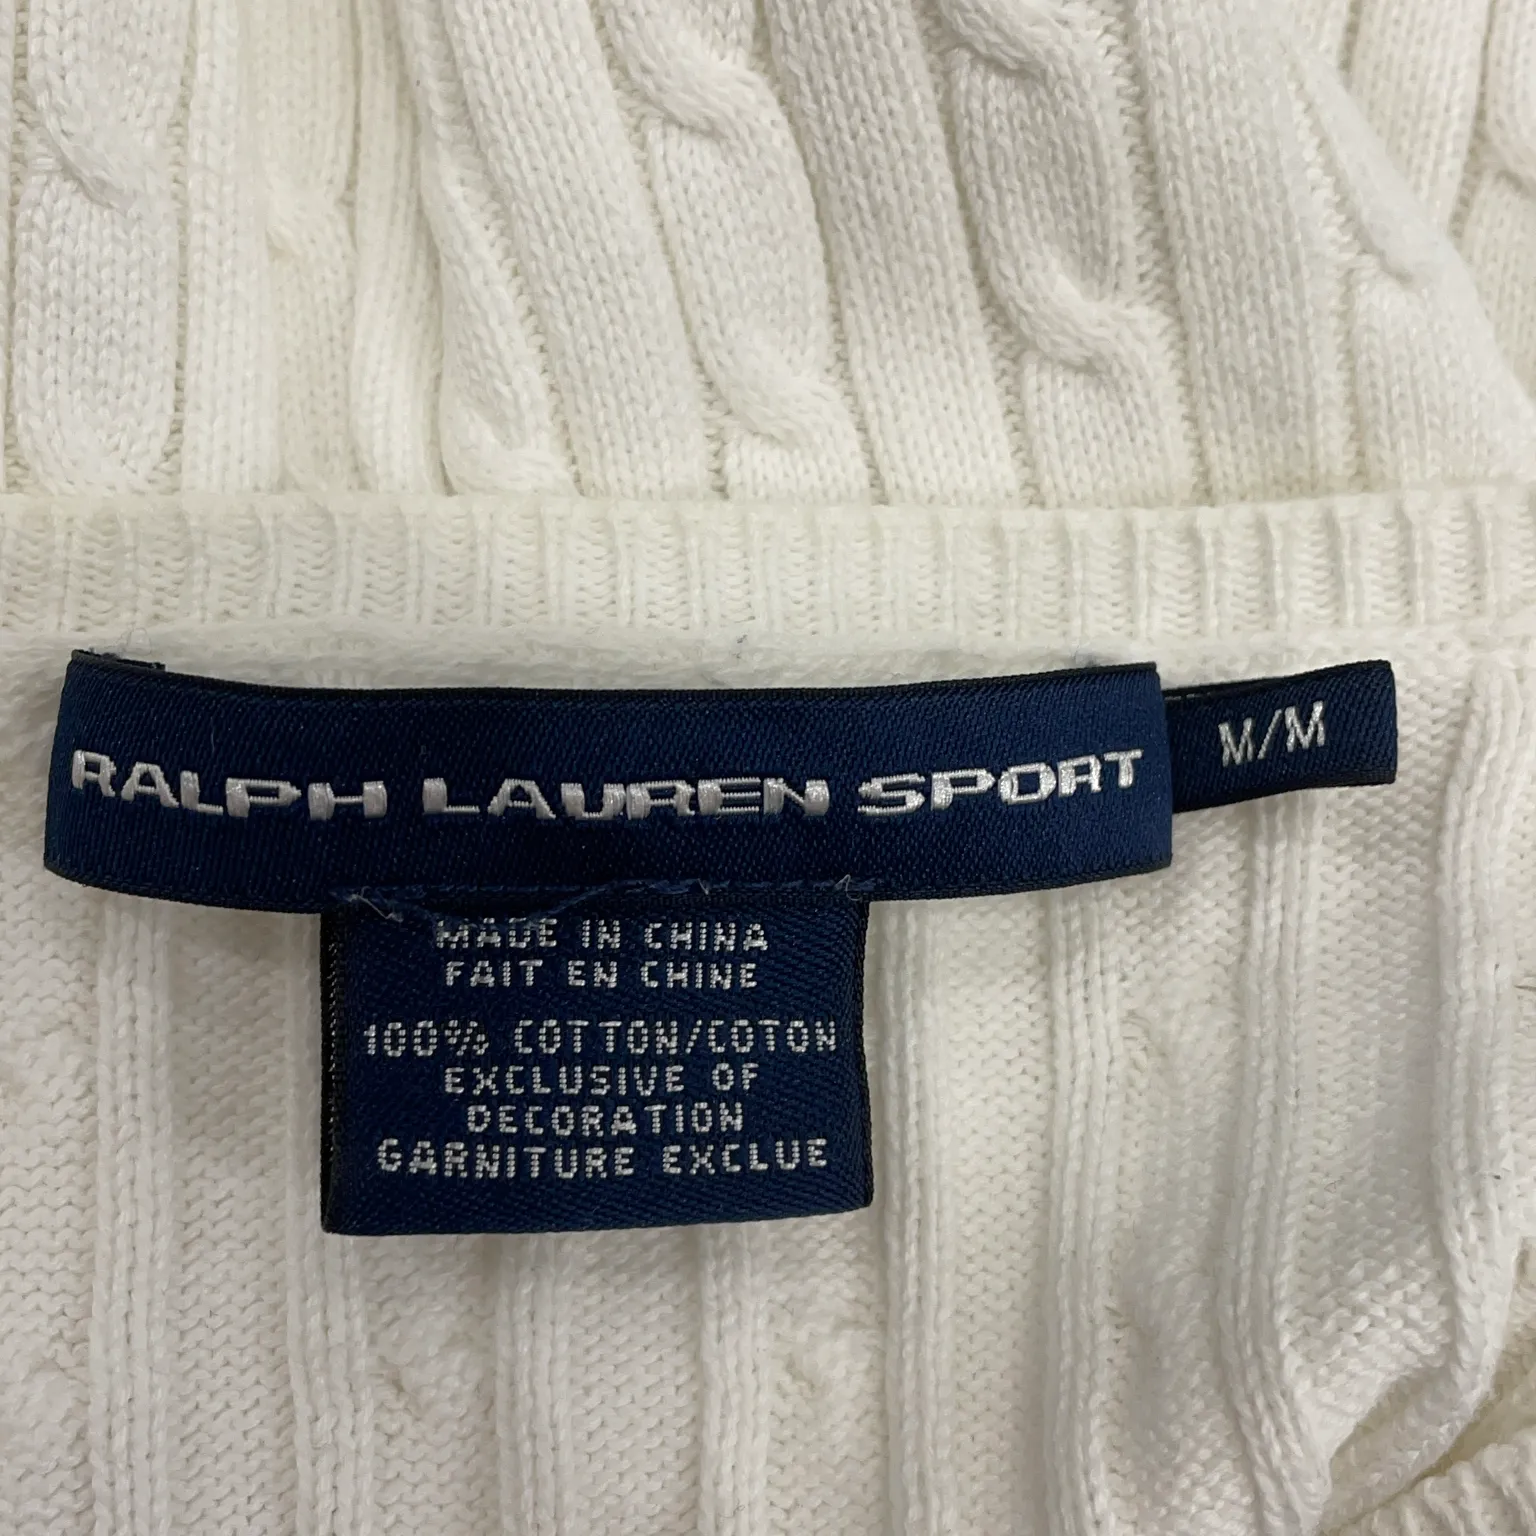 RALPH LAUREN SPORT
M/M
MADE IN CHINA
FAIT EN CHINE
100% COTTON/COTON
EXCLUSIVE OF
DECORATION
GARNITURE EXCLUE